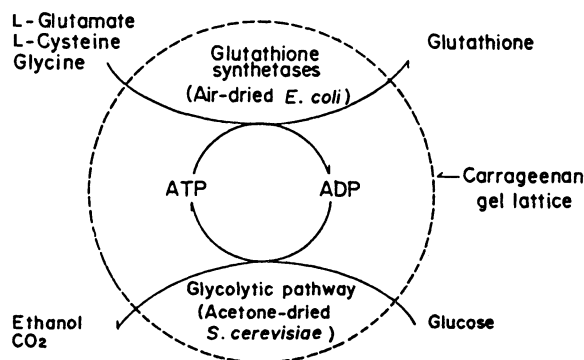 L-Glutamate
L-Cysteine
Glycine
Glutathione
synthetases
(Air-dried E. coli)
Glutathione
ATP
ADP
Carrageenan
gel lattice
Glycolytic pathway
(Acetone-dried
S. cerevisiae)
Ethanol
CO₂
Glucose